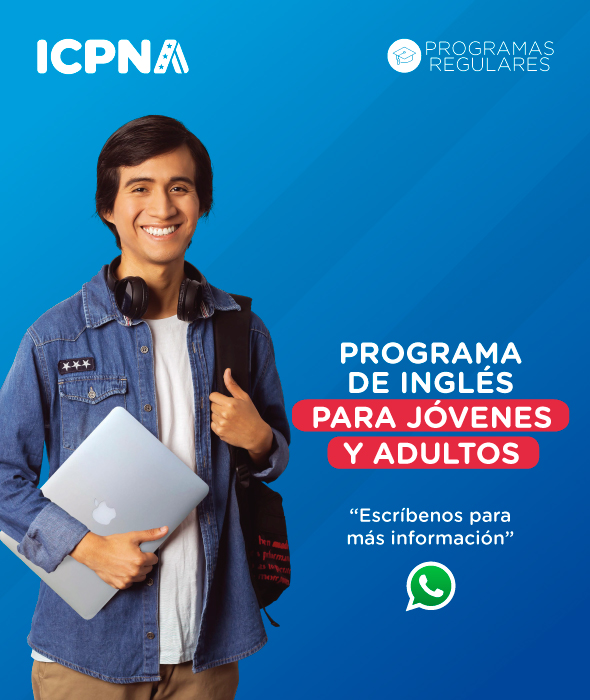 ICPNA
PROGRAMAS
REGULARES
PROGRAMA
DE INGLÉS
PARA JÓVENES
Y ADULTOS
“Escríbenos para
más información”